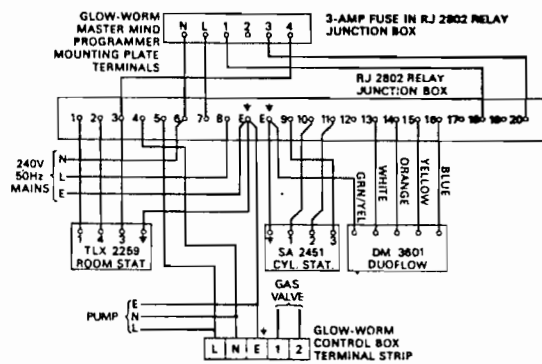 GLOW-WORM
MASTER MIND
PROGRAMMER
MOUNTING PLATE
TERMINALS
N L 1 2 3 4
3-AMP FUSE IN RJ 2802 RELAY
JUNCTION BOX
RJ 2802 RELAY
JUNCTION BOX
1 2 3 4 5 6 7 8 E E 9 10 11 12 13 14 15 16 17 18 19 20
240V
50Hz
MAINS
N
L
E
GRN/YEL
WHITE
ORANGE
YELLOW
BLUE
1 4 3
TLX 2259
ROOM STAT
1 2 3
SA 2451
CYL. STAT.
DM 3601
DUOFLOW
GAS
VALVE
PUMP
E
N
L
L N E 1 2
GLOW-WORM
CONTROL BOX
TERMINAL STRIP